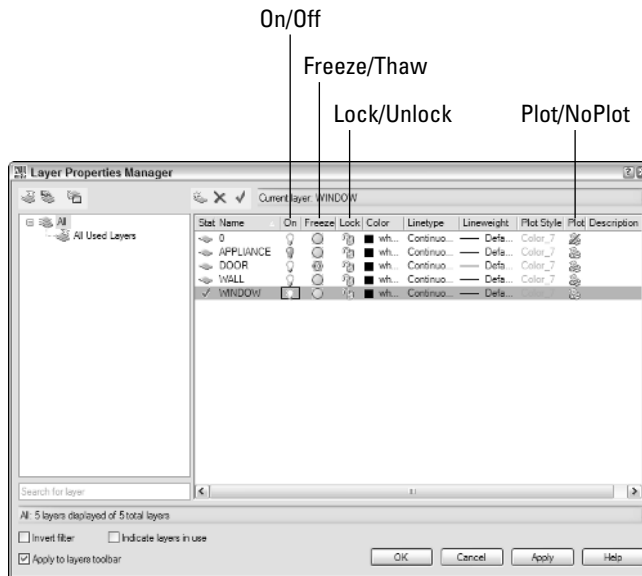 On/Off
Freeze/Thaw
Lock/Unlock
Plot/NoPlot
Layer Properties Manager
Current layer: WINDOW
All
All Used Layers
Stat Name On Freeze Lock Color Linetype Lineweight Plot Style Plot Description
0 wh... Continuo... Defa... Color_7
APPLIANCE wh... Continuo... Defa... Color_7
DOOR wh... Continuo... Defa... Color_7
WALL wh... Continuo... Defa... Color_7
WINDOW wh... Continuo... Defa... Color_7
Search for layer
All: 5 layers displayed of 5 total layers
Invert filter
Indicate layers in use
Apply to layers toolbar
OK
Cancel
Apply
Help